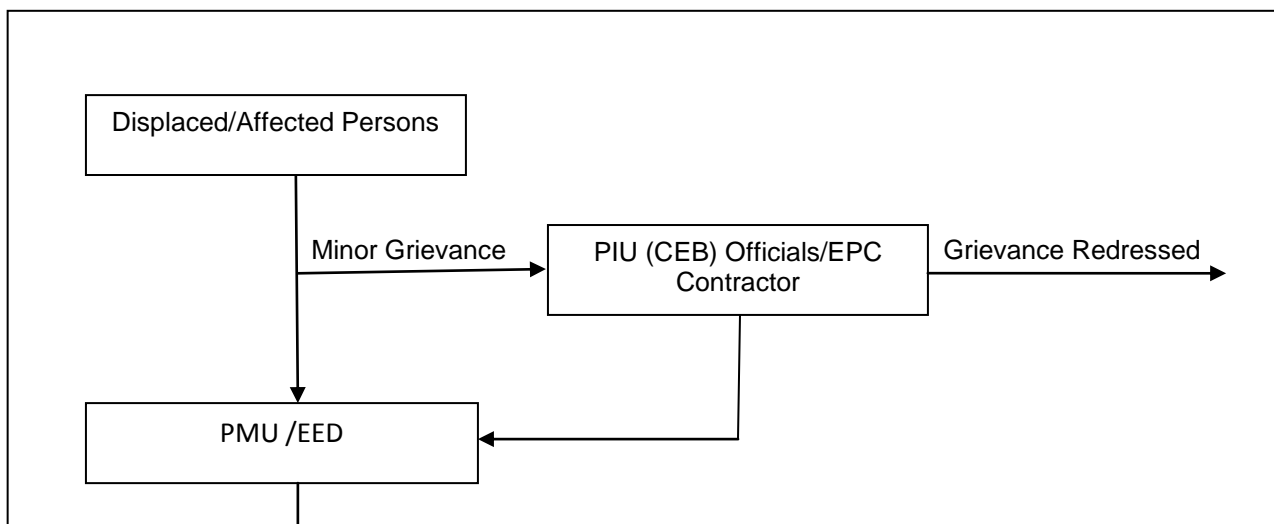 Displaced/Affected Persons
Minor Grievance
PIU (CEB) Officials/EPC
Contractor
Grievance Redressed
PMU /EED